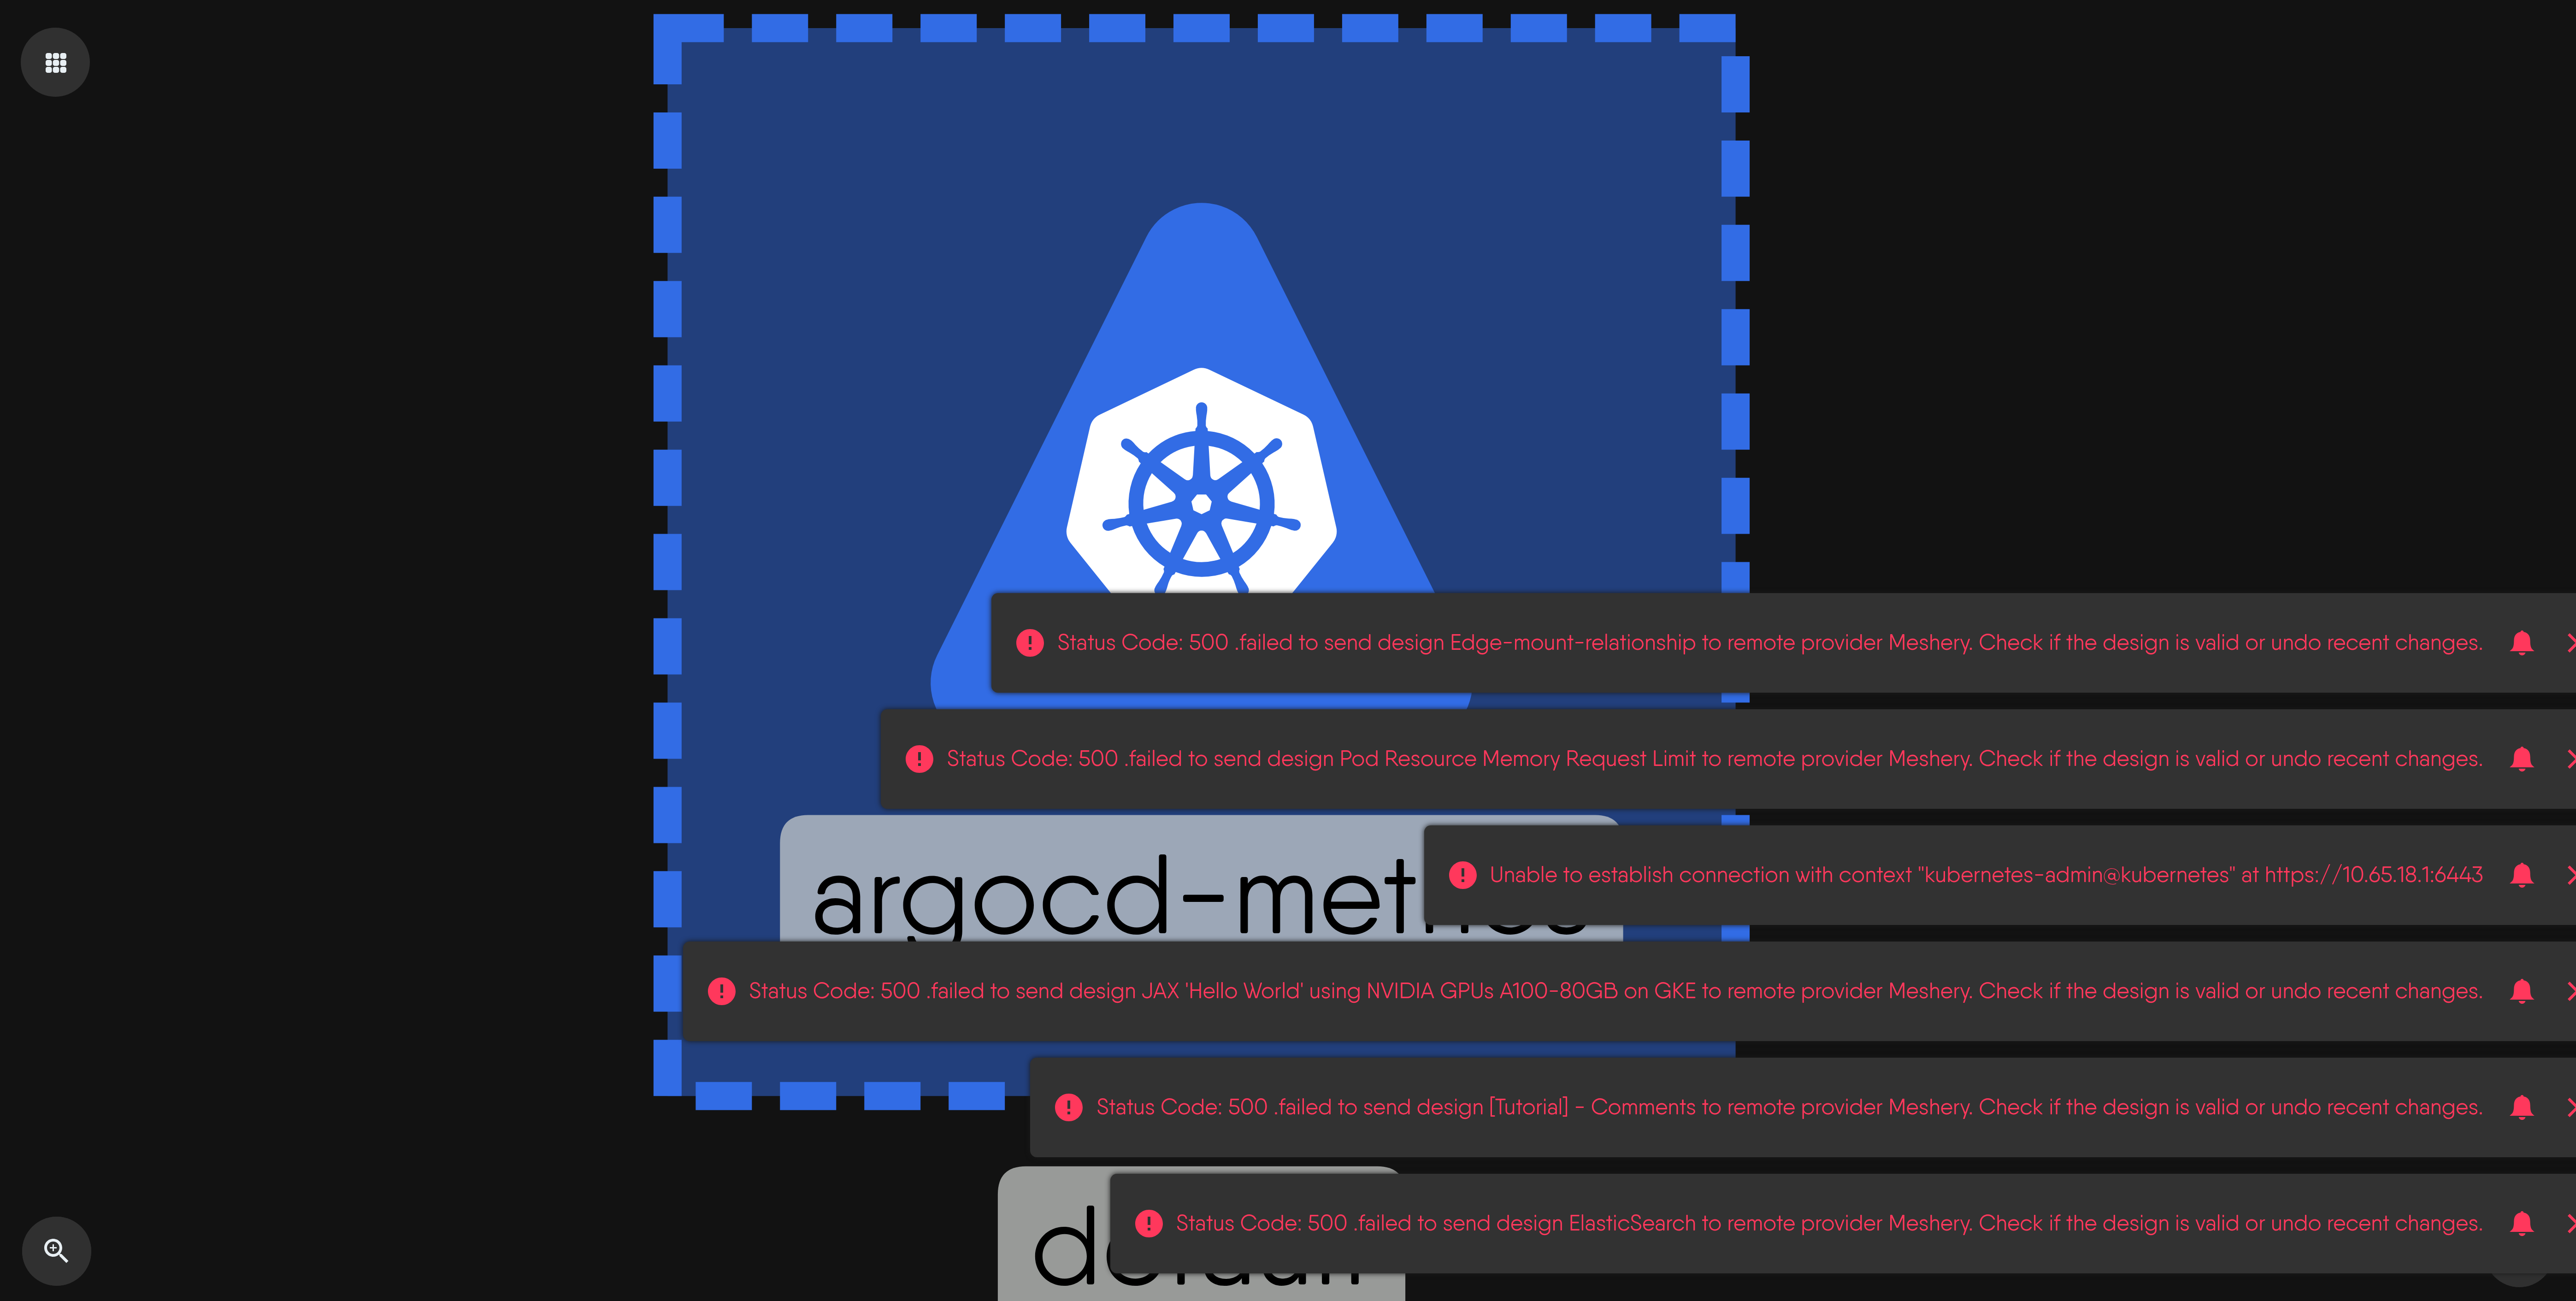 Status Code: 500 .failed to send design Edge-mount-relationship to remote provider Meshery. Check if the design is valid or undo recent changes.
Status Code: 500 .failed to send design Pod Resource Memory Request Limit to remote provider Meshery. Check if the design is valid or undo recent changes.
argocd-metrics
Unable to establish connection with context "kubernetes-admin@kubernetes" at https://10.65.18.1:6443
Status Code: 500 .failed to send design JAX 'Hello World' using NVIDIA GPUs A100-80GB on GKE to remote provider Meshery. Check if the design is valid or undo recent changes.
Status Code: 500 .failed to send design [Tutorial] - Comments to remote provider Meshery. Check if the design is valid or undo recent changes.
Status Code: 500 .failed to send design ElasticSearch to remote provider Meshery. Check if the design is valid or undo recent changes.
default